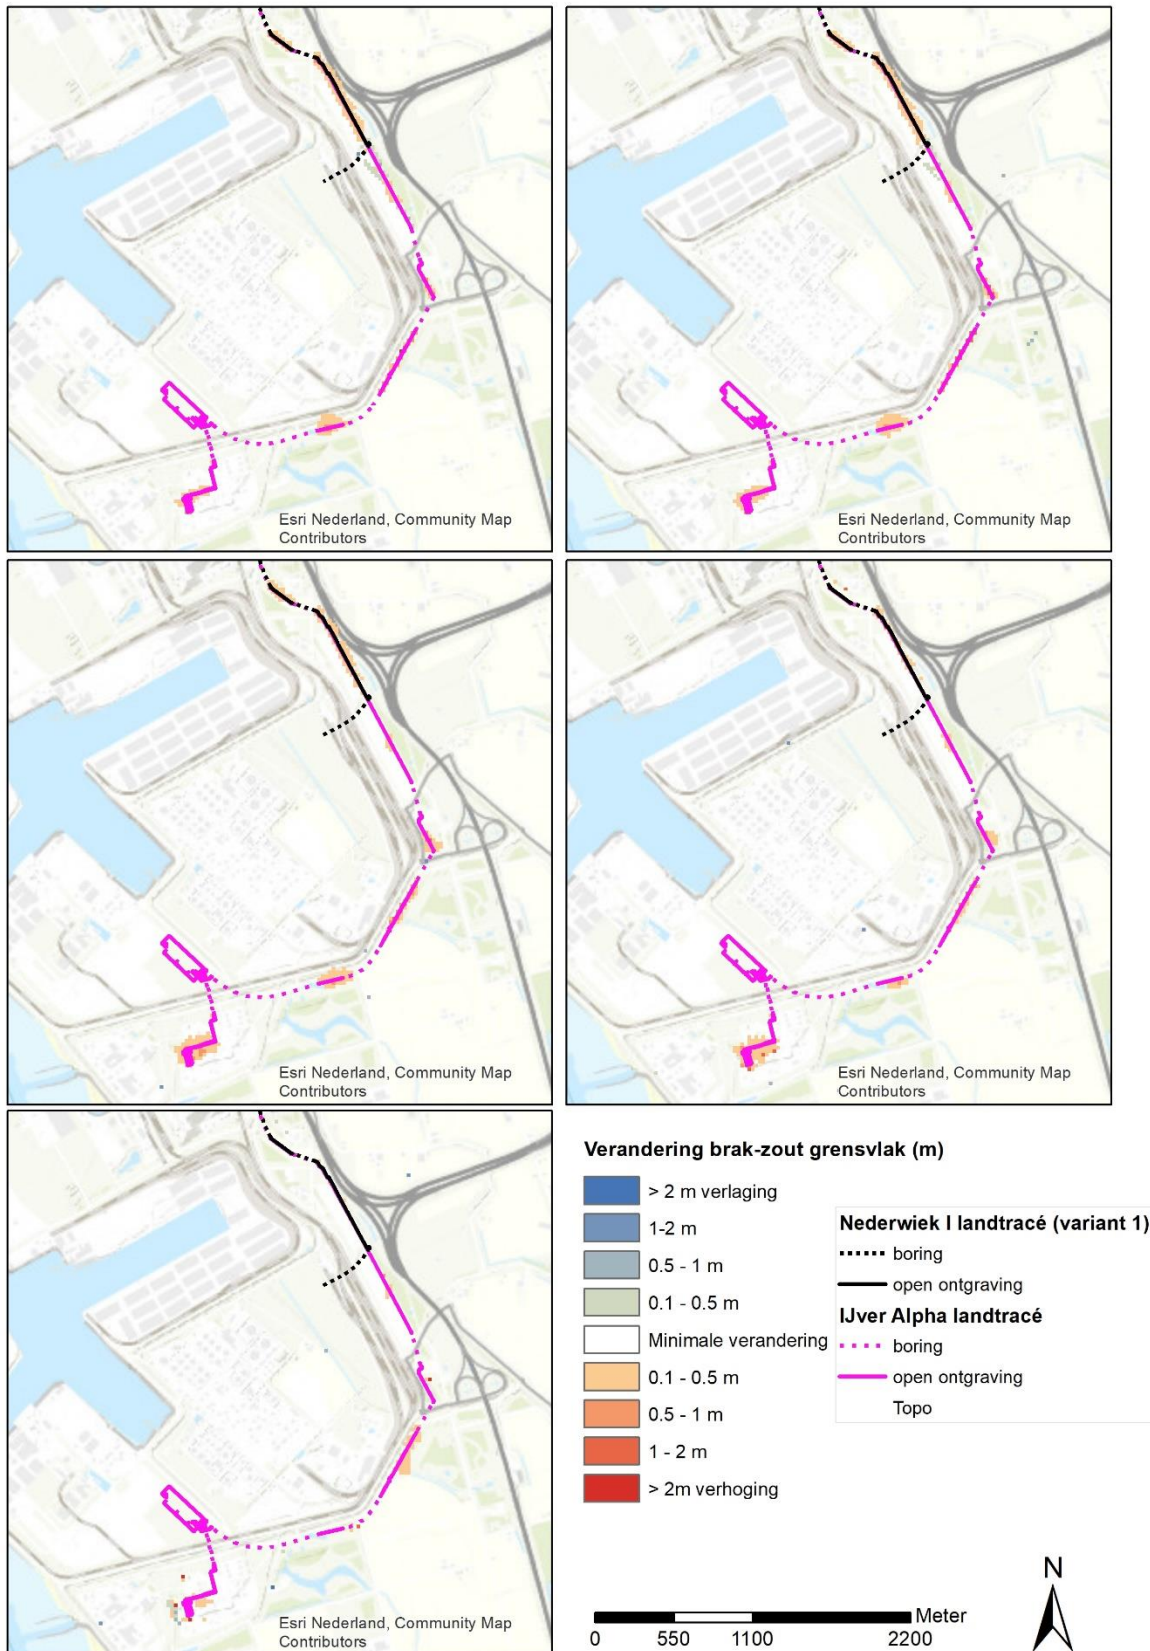 Esri Nederland, Community Map
Contributors
Esri Nederland, Community Map
Contributors
Esri Nederland, Community Map
Contributors
Esri Nederland, Community Map
Contributors
Esri Nederland, Community Map
Contributors
Verandering brak-zout grensvlak (m)
> 2 m verlaging
1-2 m
0.5 - 1 m
0.1 - 0.5 m
Minimale verandering
0.1 - 0.5 m
0.5 - 1 m
1 - 2 m
> 2m verhoging
Nederwiek I landtracé (variant 1)
boring
open ontgraving
IJver Alpha landtracé
boring
open ontgraving
Topo
N
Meter
0 550 1100 2200